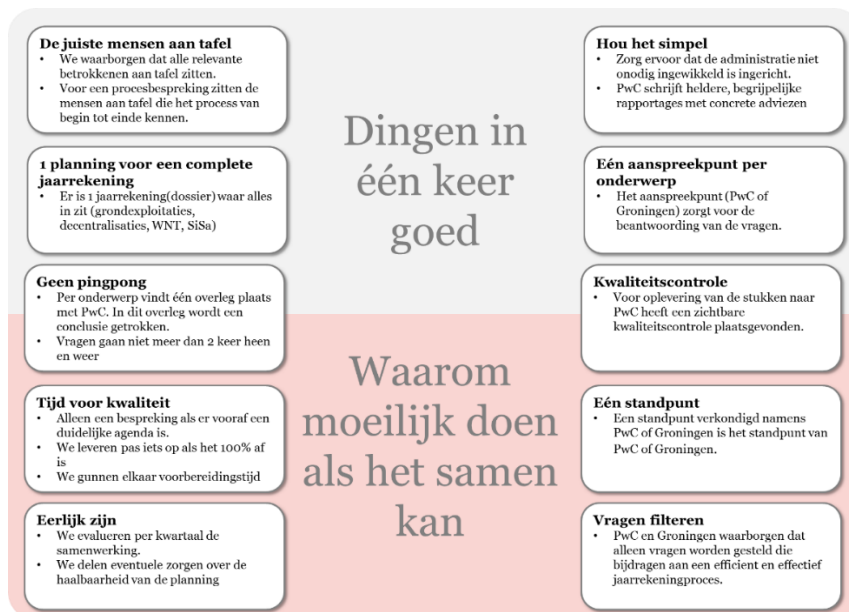 De juiste mensen aan tafel
• We waarborgen dat alle relevante
betrokkenen aan tafel zitten.
• Voor een procesbespreking zitten de
mensen aan tafel die het process van
begin tot einde kennen.
1 planning voor een complete
jaarrekening
• Er is 1 jaarrekening(dossier) waar alles
in zit (grondexploitaties,
decentralisaties, WNT, SiSa)
Geen pingpong
• Per onderwerp vindt één overleg plaats
met PwC. In dit overleg wordt een
conclusie getrokken.
• Vragen gaan niet meer dan 2 keer heen
en weer
Tijd voor kwaliteit
• Alleen een bespreking als er vooraf een
duidelijke agenda is.
• We leveren pas iets op als het 100% af
is
• We gunnen elkaar voorbereidingstijd
Eerlijk zijn
• We evalueren per kwartaal de
samenwerking.
• We delen eventuele zorgen over de
haalbaarheid van de planning
Dingen in
één keer
goed
Waarom
moeilijk doen
als het samen
kan
Hou het simpel
• Zorg ervoor dat de administratie niet
onodig ingewikkeld is ingericht.
• PwC schrijft heldere, begrijpelijke
rapportages met concrete adviezen
Eén aanspreekpunt per
onderwerp
• Het aanspreekpunt (PwC of
Groningen) zorgt voor de
beantwoording van de vragen.
Kwaliteitscontrole
• Voor oplevering van de stukken naar
PwC heeft een zichtbare
kwaliteitscontrole plaatsgevonden.
Eén standpunt
• Een standpunt verkondigd namens
PwC of Groningen is het standpunt van
PwC of Groningen.
Vragen filteren
• PwC en Groningen waarborgen dat
alleen vragen worden gesteld die
bijdragen aan een efficient en effectief
jaarrekeningproces.